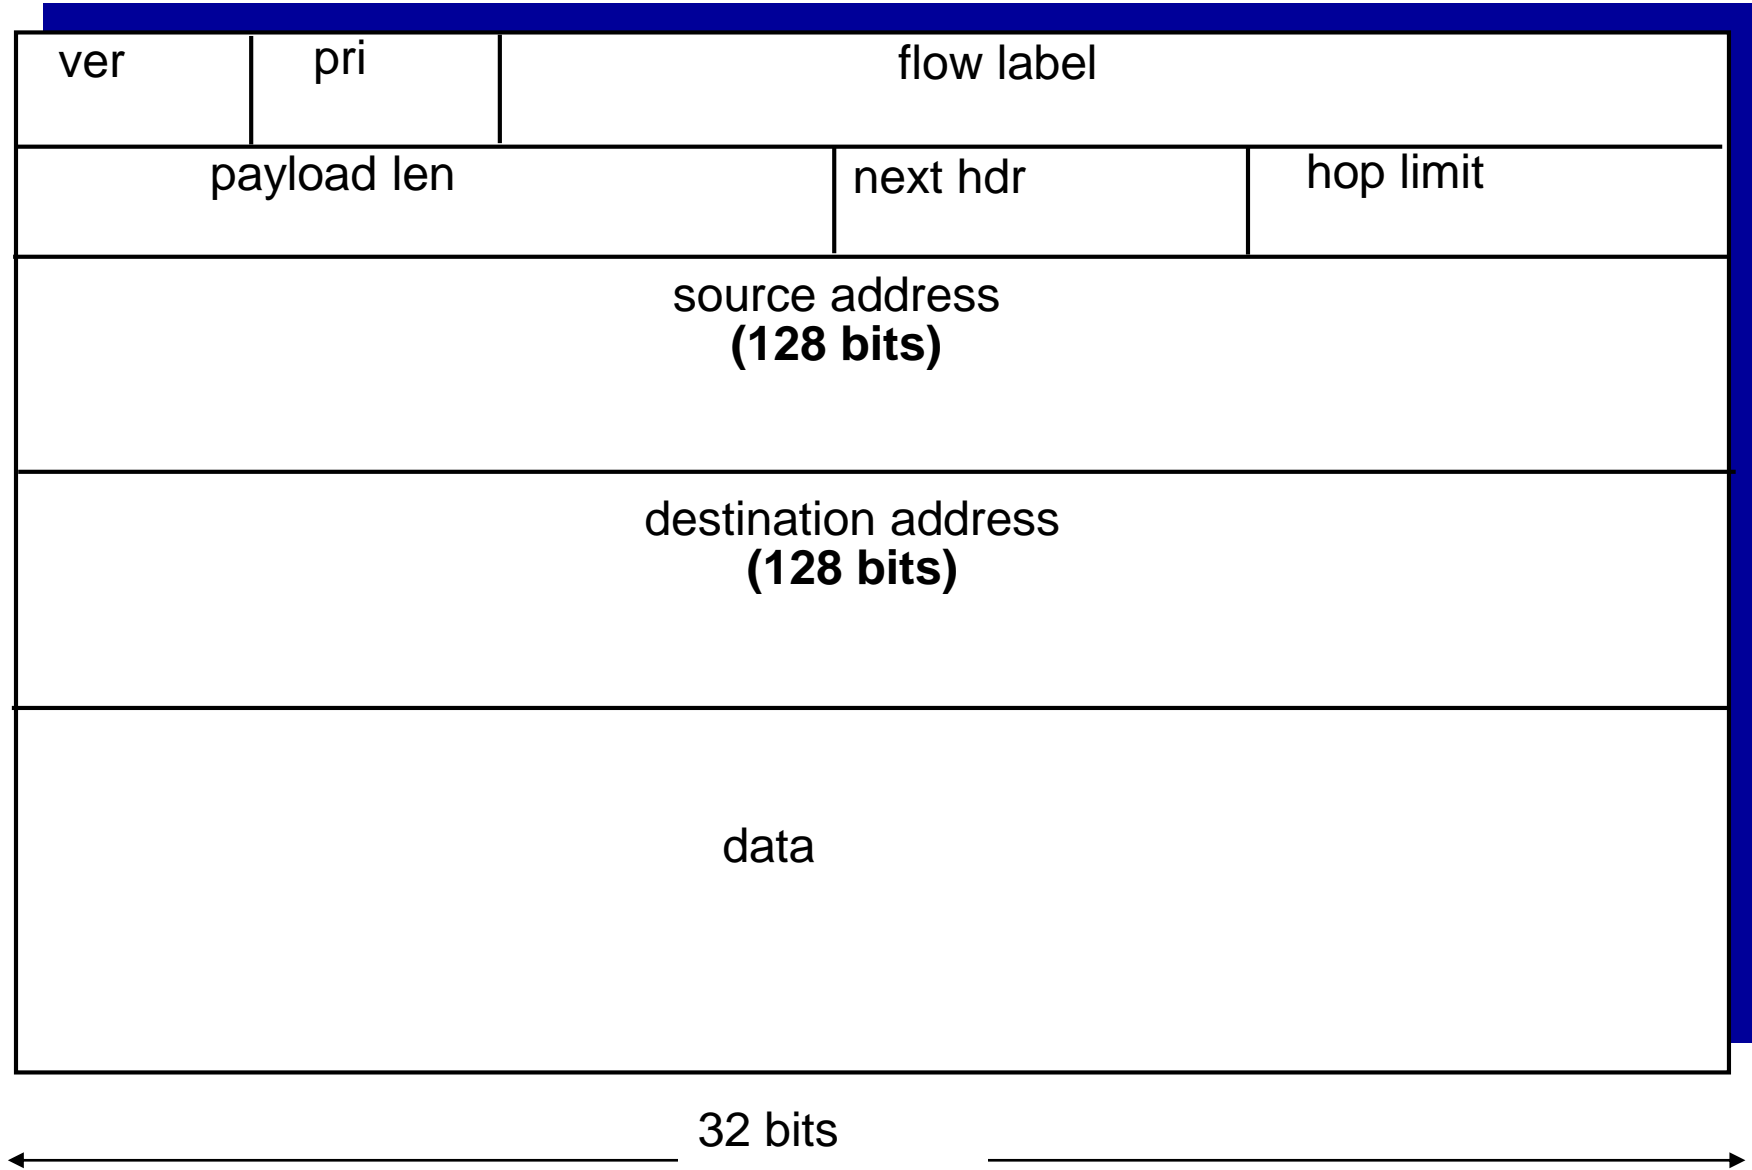 ver
pri
flow label
payload len
next hdr
hop limit
source address
(128 bits)
destination address
(128 bits)
data
32 bits